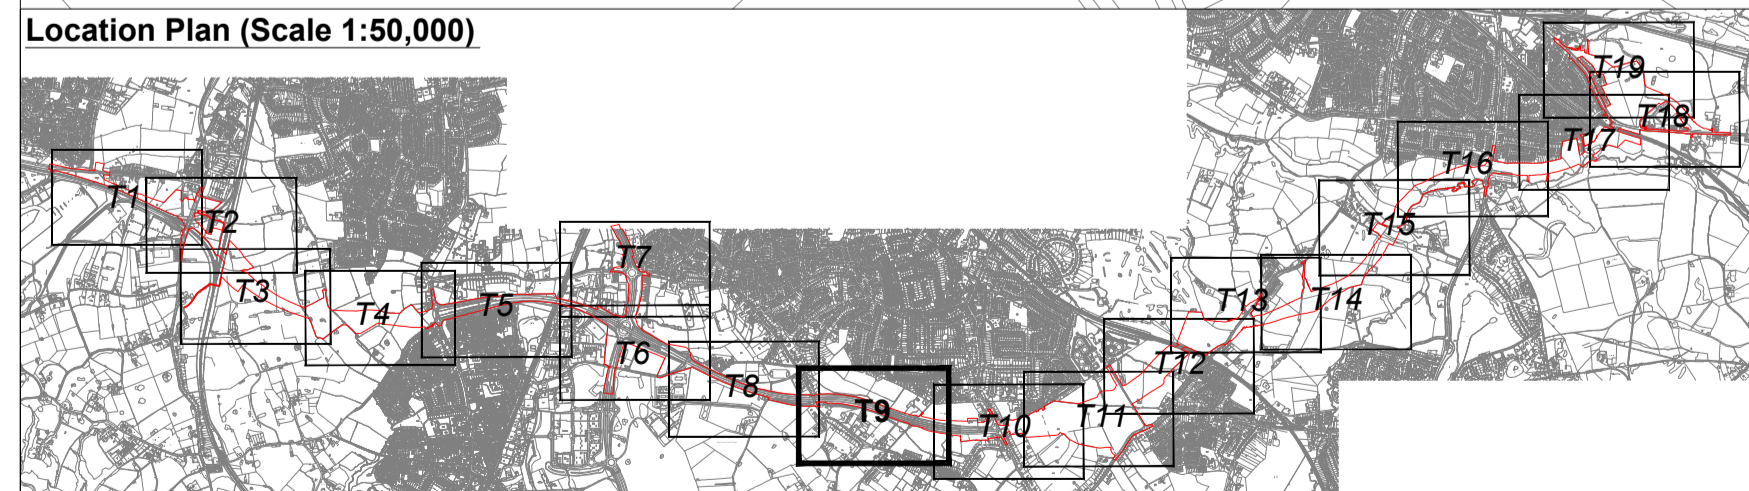 Location Plan (Scale 1:50,000)
T1
T2
T3
T4
T5
T6
T7
T8
T9
T10
T11
T12
T13
T14
T15
T16
T17
T18
T19